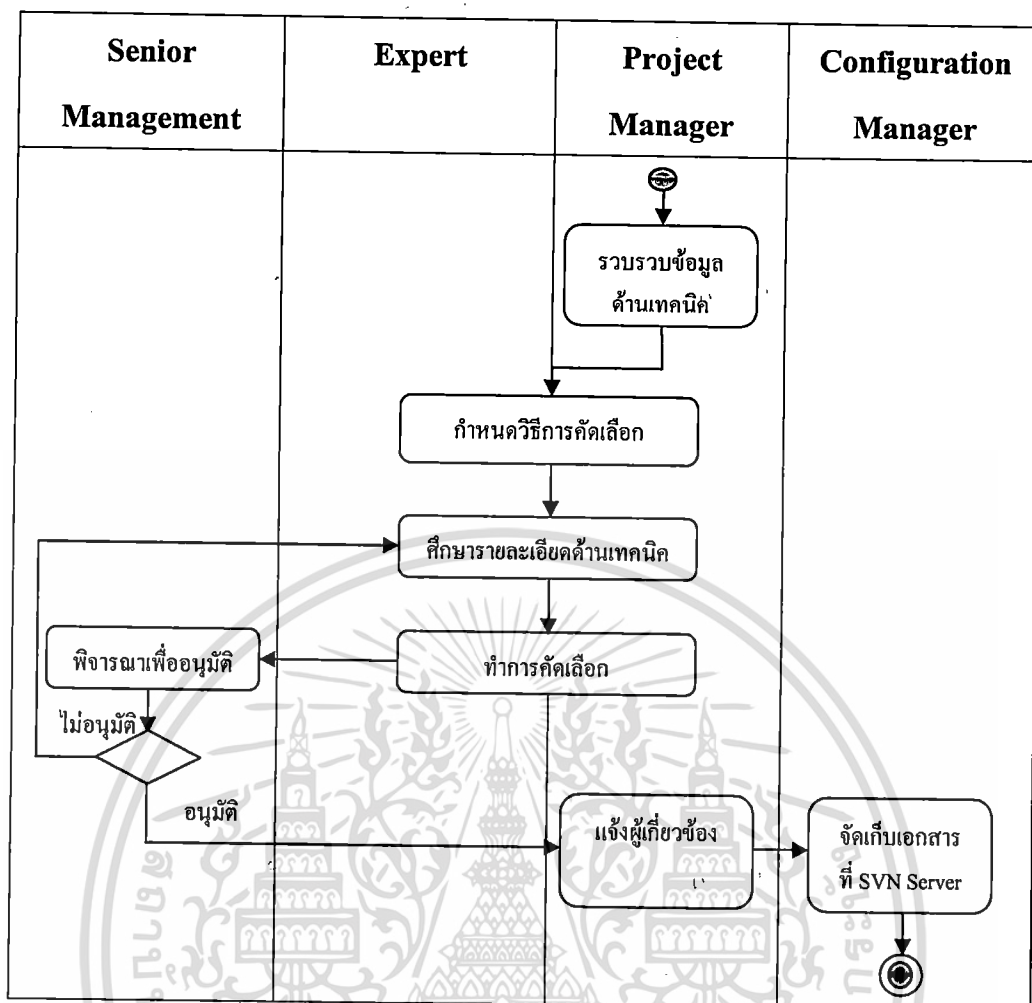 Senior
Management
Expert
Project
Manager
Configuration
Manager
รวบรวบข้อมูล
ด้านเทคนิค
กำหนดวิธีการคัดเลือก
ศึกษารายละเอียดด้านเทคนิค
พิจารณาเพื่ออนุมัติ
ทำการคัดเลือก
ไม่อนุมัติ
อนุมัติ
แจ้งผู้เกี่ยวข้อง
จัดเก็บเอกสาร
ที่ SVN Server